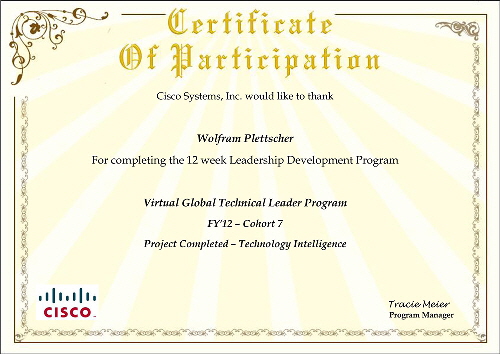 Certificate
Of Participation
Cisco Systems, Inc. would like to thank
Wolfram Plettscher
For completing the 12 week Leadership Development Program
Virtual Global Technical Leader Program
FY'12 – Cohort 7
Project Completed – Technology Intelligence
CISCO.
Tracie Meier
Program Manager